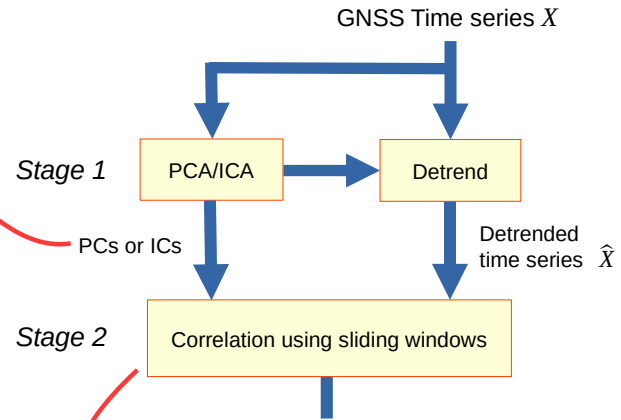 GNSS Time series X
Stage 1
PCA/ICA
Detrend
PCs or ICs
Detrended
time series X̂
Stage 2
Correlation using sliding windows